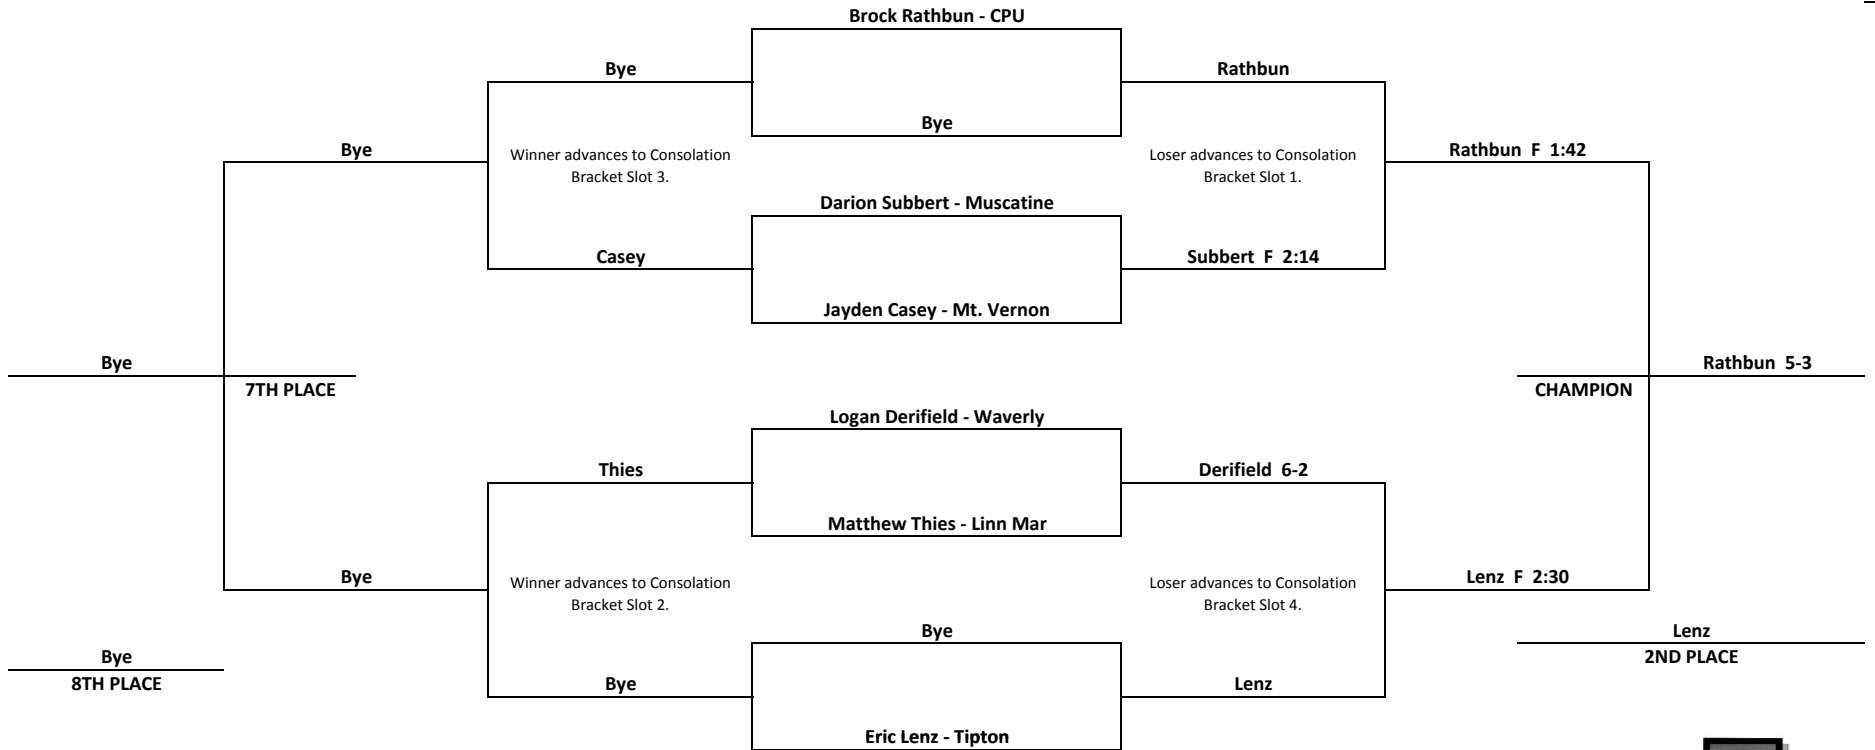 Brock Rathbun - CPU
Bye
Rathbun
Bye
Bye
Winner advances to Consolation
Bracket Slot 3.
Loser advances to Consolation
Bracket Slot 1.
Rathbun F 1:42
Darion Subbert - Muscatine
Casey
Subbert F 2:14
Jayden Casey - Mt. Vernon
Bye
7TH PLACE
Rathbun 5-3
CHAMPION
Logan Derifield - Waverly
Thies
Derifield 6-2
Matthew Thies - Linn Mar
Bye
Winner advances to Consolation
Bracket Slot 2.
Loser advances to Consolation
Bracket Slot 4.
Lenz F 2:30
Bye
Lenz
2ND PLACE
Bye
8TH PLACE
Bye
Lenz
Eric Lenz - Tipton